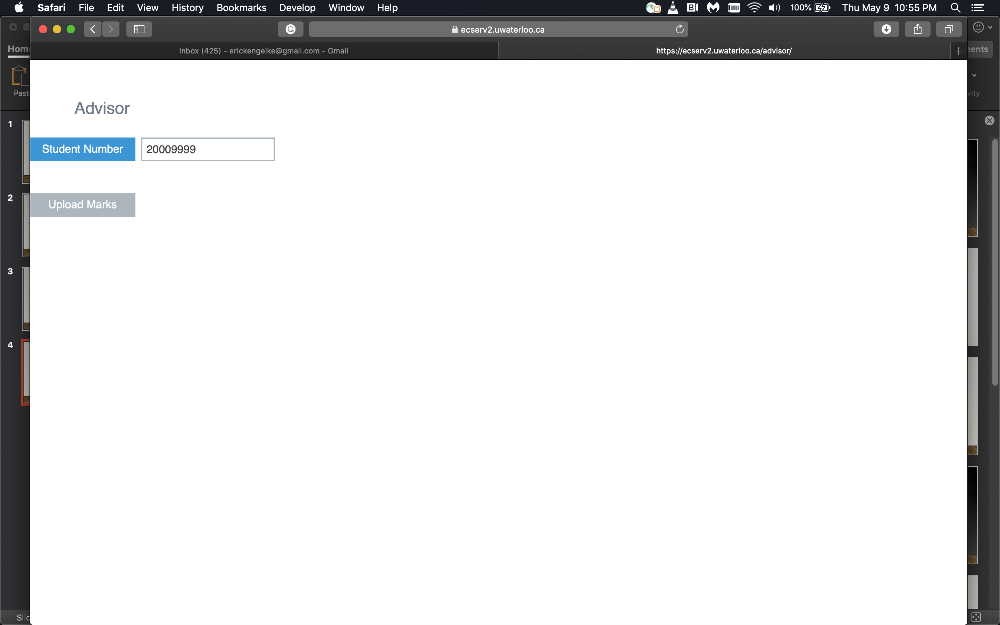 Safari File Edit View History Bookmarks Develop Window Help 100% Thu May 9 10:55 PM
ecserv2.uwaterloo.ca
Inbox (425) - erickengelke@gmail.com - Gmail https://ecserv2.uwaterloo.ca/advisor/
Advisor
Student Number 20009999
Upload Marks
1
2
3
4